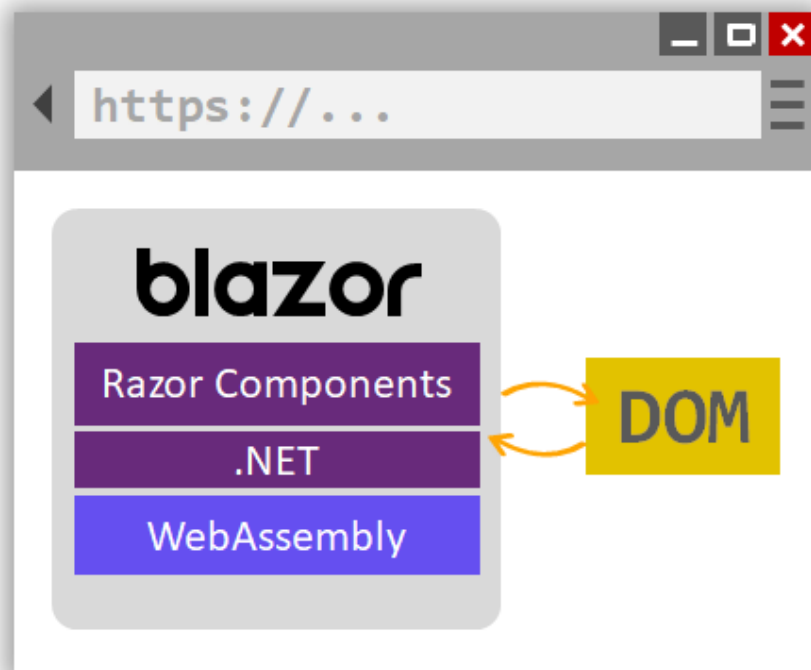 https://...
blazor
Razor Components
.NET
WebAssembly
DOM